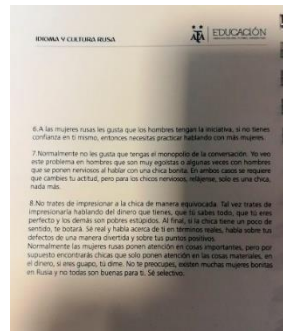 IDIOMA Y CULTURA RUSA
AFA
EDUCACIÓN
6.A las mujeres rusas les gusta que los hombres tengan la iniciativa, si no tienes
confianza en ti mismo, entonces necesitas practicar hablando con más mujeres.
7.Normalmente no les gusta que tengas el monopolio de la conversación. Yo veo
este problema en hombres que son muy egoístas o algunas veces con hombres
que se ponen nerviosos al hablar con una chica bonita. En ambos casos se requiere
que cambies tu actitud, pero para los chicos nerviosos, relájense, solo es una chica,
nada más.
8.No trates de impresionar a la chica de manera equivocada. Tal vez trates de
impresionarla hablando del dinero que tienes, que tu sabes todo, que tú eres
perfecto y los demás son pobres estúpidos. Al final, si la chica tiene un poco de
sentido, te botará. Sé real y habla acerca de ti en términos reales, habla sobre tus
defectos de una manera divertida y sobre tus puntos positivos.
Normalmente las mujeres rusas ponen atención en cosas importantes, pero por
supuesto encontrarás chicas que solo ponen atención en las cosas materiales, en
el dinero, si eres guapo, tú dime. No te preocupes, existen muchas mujeres bonitas
en Rusia y no todas son buenas para ti. Sé selectivo.